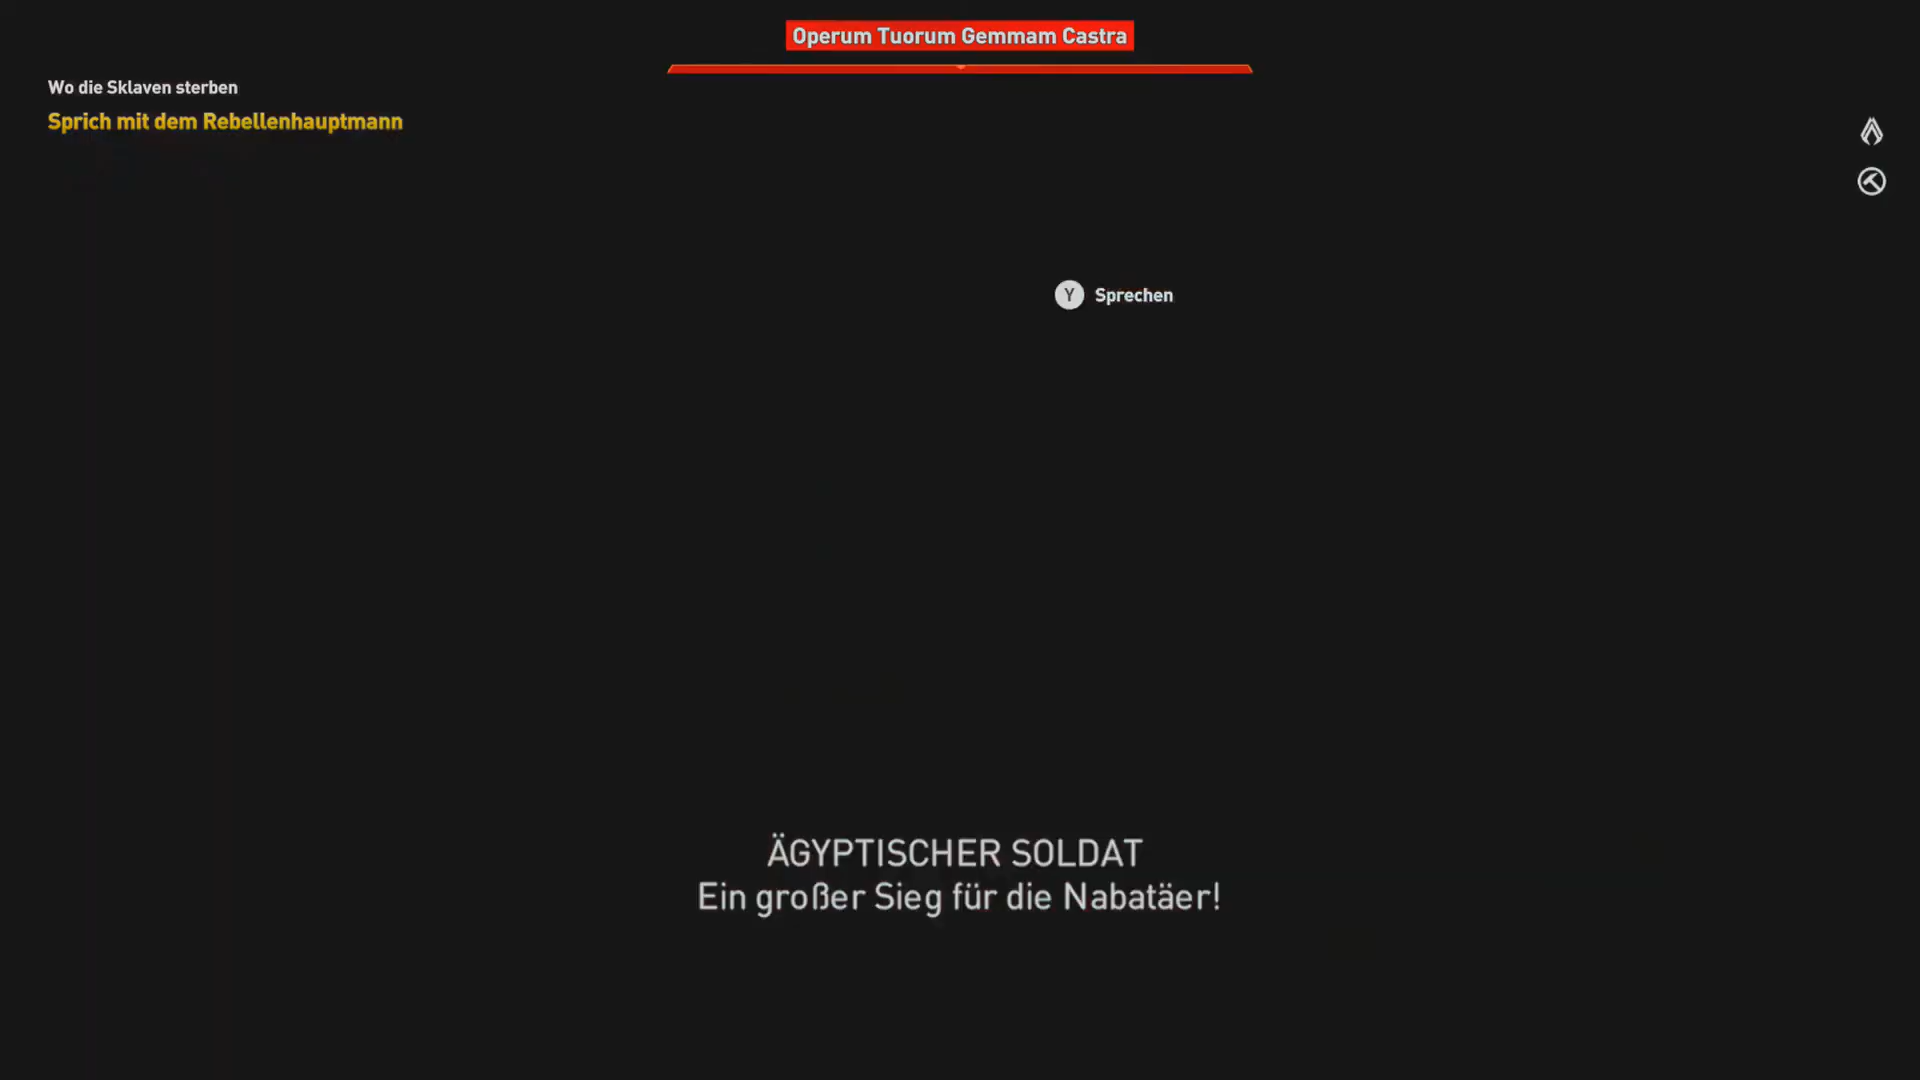 Operum Tuorum Gemmam Castra
Wo die Sklaven sterben
Sprich mit dem Rebellenhauptmann
Y Sprechen
ÄGYPTISCHER SOLDAT
Ein großer Sieg für die Nabatäer!